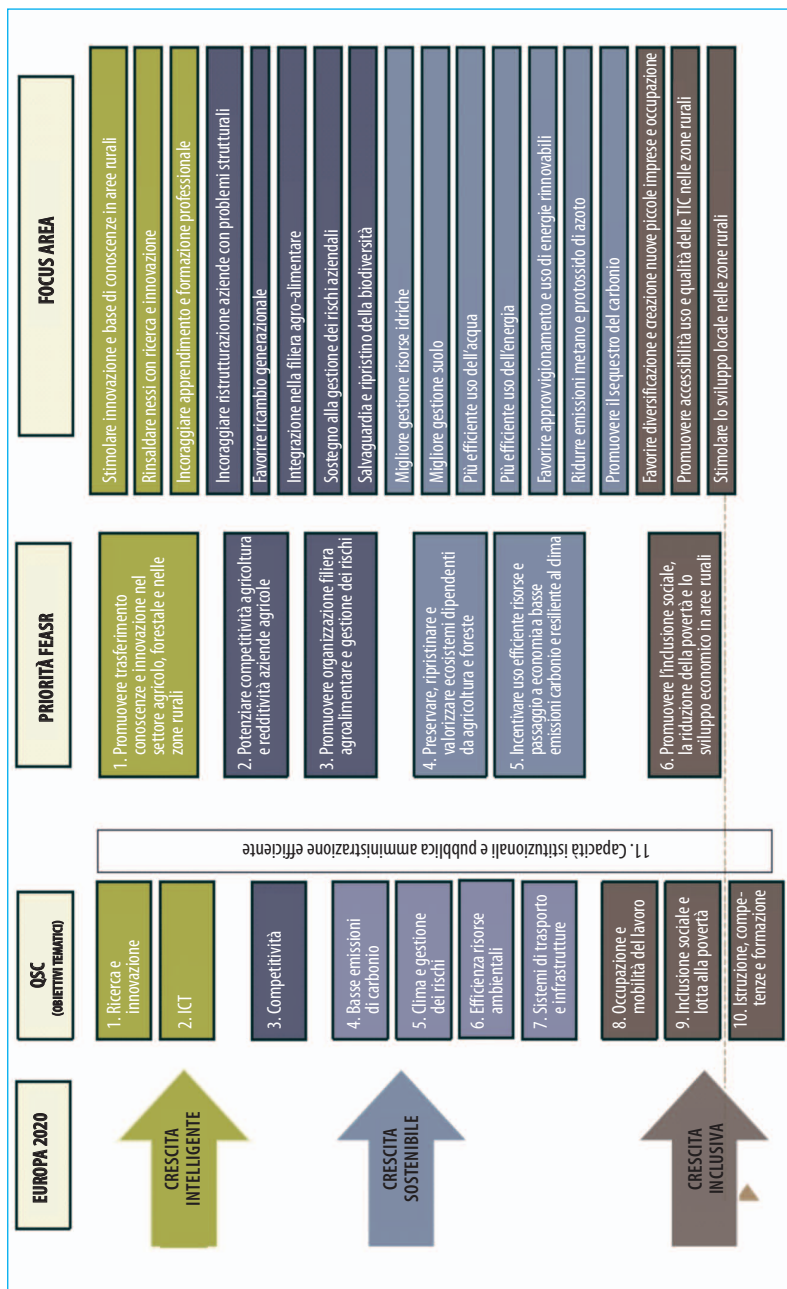 EUROPA 2020
CRESCITA
INTELLIGENTE
CRESCITA
SOSTENIBILE
CRESCITA
INCLUSIVA
QSC
(OBIETTIVI TEMATICI)
1. Ricerca e
innovazione
2. ICT
3. Competitività
4. Basse emissioni
di carbonio
5. Clima e gestione
dei rischi
6. Efficienza risorse
ambientali
7. Sistemi di trasporto
e infrastrutture
8. Occupazione e
mobilità del lavoro
9. Inclusione sociale e
lotta alla povertà
10. Istruzione, compe-
tenze e formazione
11. Capacità istituzionali e pubblica amministrazione efficiente
PRIORITÀ FEASR
1. Promuovere trasferimento
conoscenze e innovazione nel
settore agricolo, forestale e nelle
zone rurali
2. Potenziare competitività agricoltura
e redditività aziende agricole
3. Promuovere organizzazione filiera
agroalimentare e gestione dei rischi
4. Preservare, ripristinare e
valorizzare ecosistemi dipendenti
da agricoltura e foreste
5. Incentivare uso efficiente risorse e
passaggio a economia a basse
emissioni carbonio e resiliente al clima
6. Promuovere l'inclusione sociale,
la riduzione della povertà e lo
sviluppo economico in aree rurali
FOCUS AREA
Stimolare innovazione e base di conoscenze in aree rurali
Rinsaldare nessi con ricerca e innovazione
Incoraggiare apprendimento e formazione professionale
Incoraggiare ristrutturazione aziende con problemi strutturali
Favorire ricambio generazionale
Integrazione nella filiera agro-alimentare
Sostegno alla gestione dei rischi aziendali
Salvaguardia e ripristino della biodiversità
Migliore gestione risorse idriche
Migliore gestione suolo
Più efficiente uso dell'acqua
Più efficiente uso dell'energia
Favorire approvvigionamento e uso di energie rinnovabili
Ridurre emissioni metano e protossido di azoto
Promuovere il sequestro del carbonio
Favorire diversificazione e creazione nuove piccole imprese e occupazione
Promuovere accessibilità uso e qualità delle TIC nelle zone rurali
Stimolare lo sviluppo locale nelle zone rurali